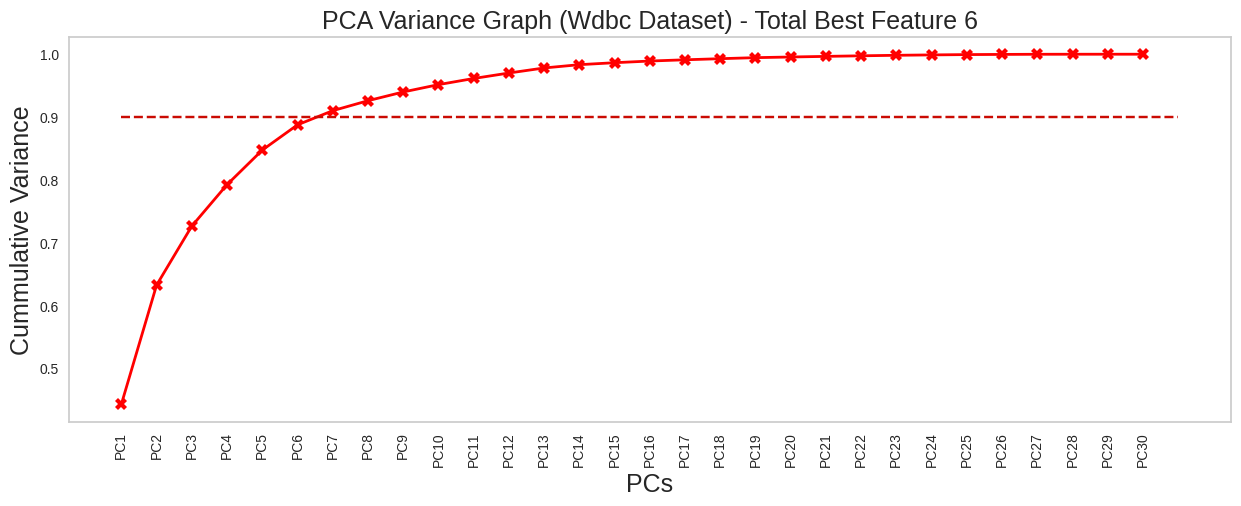 PCA Variance Graph (Wdbc Dataset) - Total Best Feature 6
Cummulative Variance
1.0
0.9
0.8
0.7
0.6
0.5
PC1
PC2
PC3
PC4
PC5
PC6
PC7
PC8
PC9
PC10
PC11
PC12
PC13
PC14
PC15
PC16
PC17
PC18
PC19
PC20
PC21
PC22
PC23
PC24
PC25
PC26
PC27
PC28
PC29
PC30
PCs